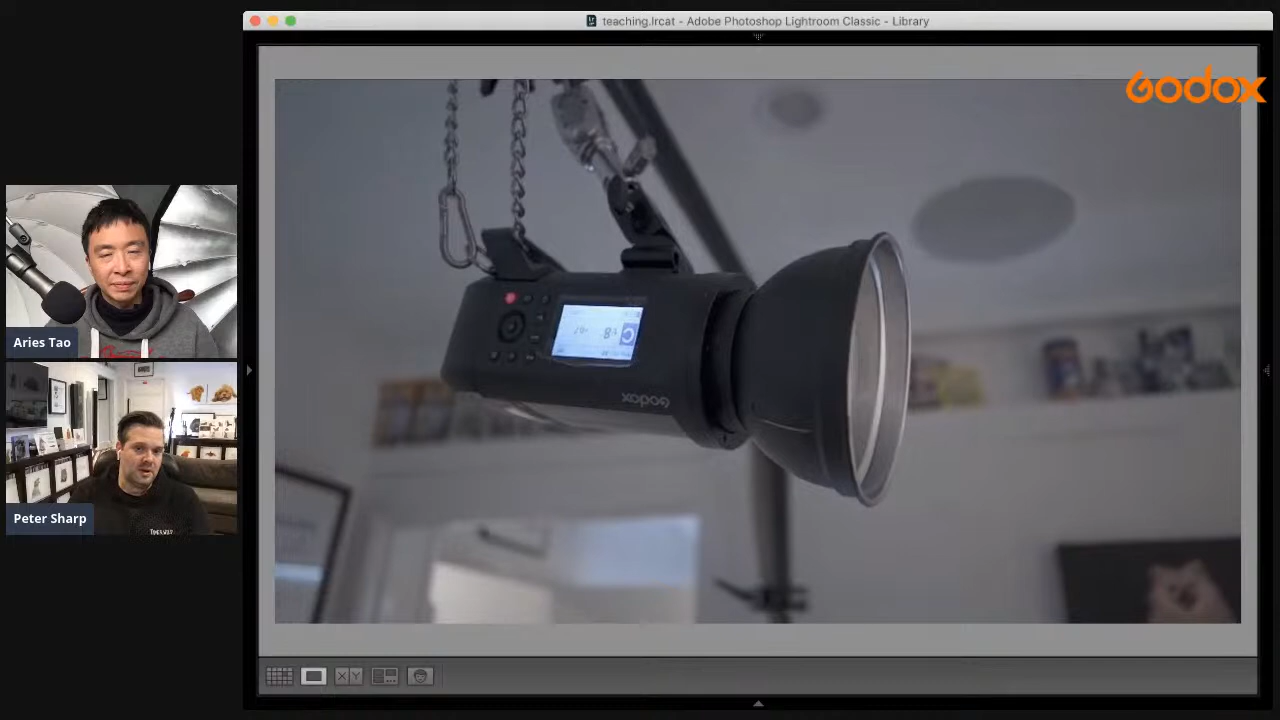 teaching.lrcat - Adobe Photoshop Lightroom Classic - Library
Godox
Aries Tao
Peter Sharp
Godox
X Y